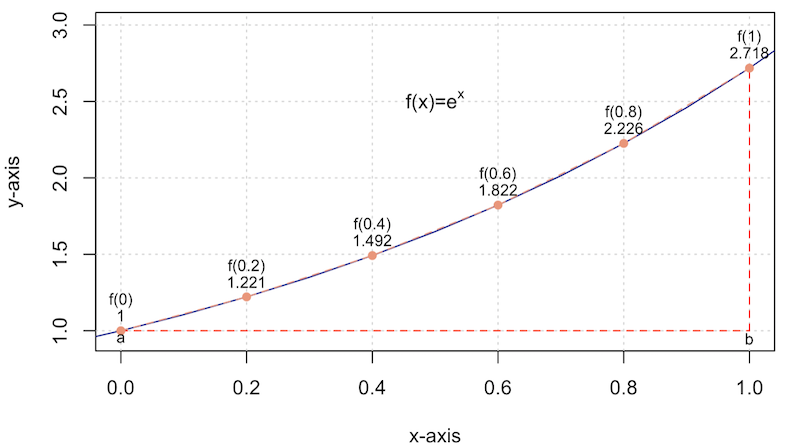 3.0
2.5
2.0
1.5
1.0
y-axis
f(x)=eˣ
f(0)
1
a
f(0.2)
1.221
f(0.4)
1.492
f(0.6)
1.822
f(0.8)
2.226
f(1)
2.718
b
0.0 0.2 0.4 0.6 0.8 1.0
x-axis